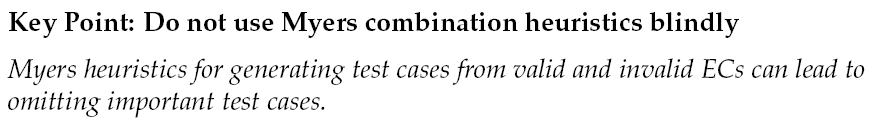 Key Point: Do not use Myers combination heuristics blindly
Myers heuristics for generating test cases from valid and invalid ECs can lead to
omitting important test cases.